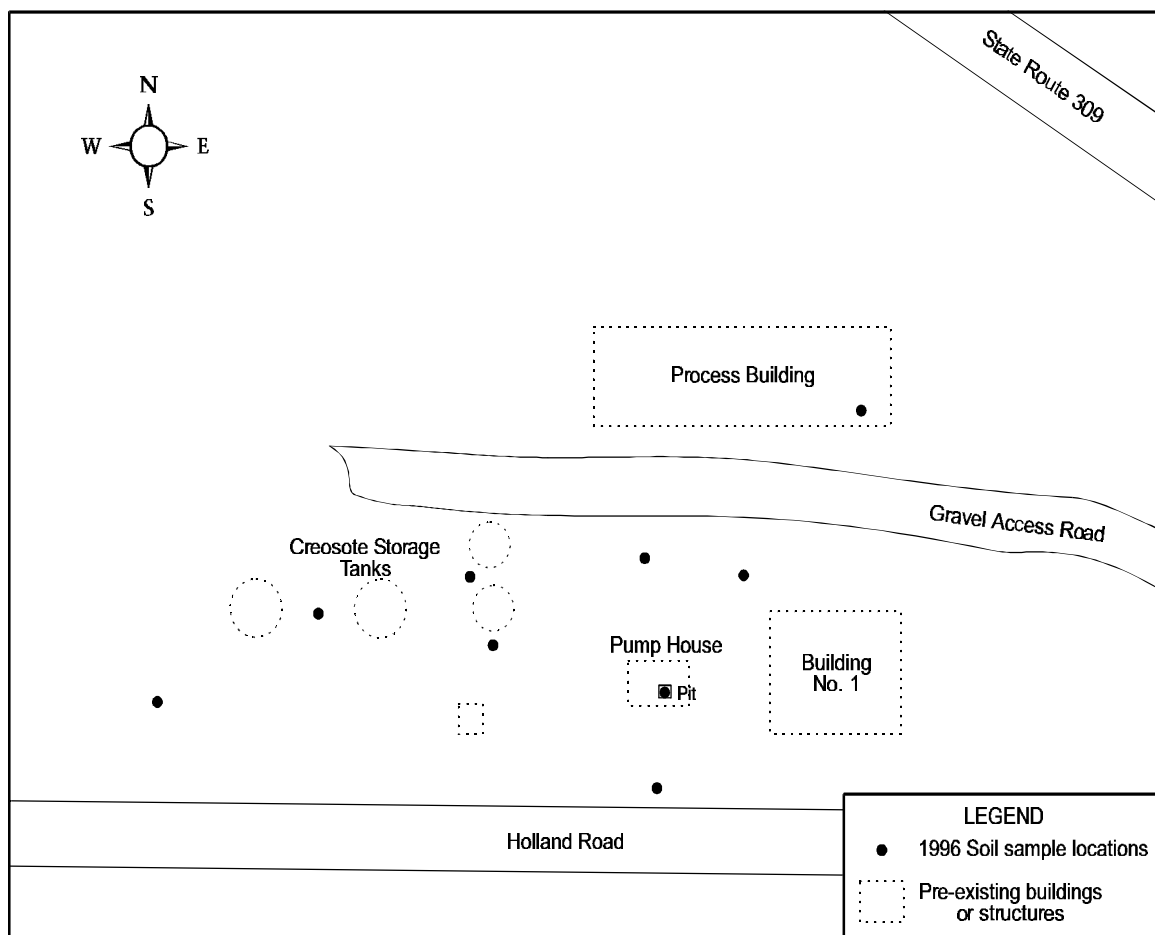 State Route 309
N
W E
S
Process Building
Gravel Access Road
Creosote Storage
Tanks
Pump House
Pit
Building
No. 1
Holland Road
LEGEND
1996 Soil sample locations
Pre-existing buildings
or structures